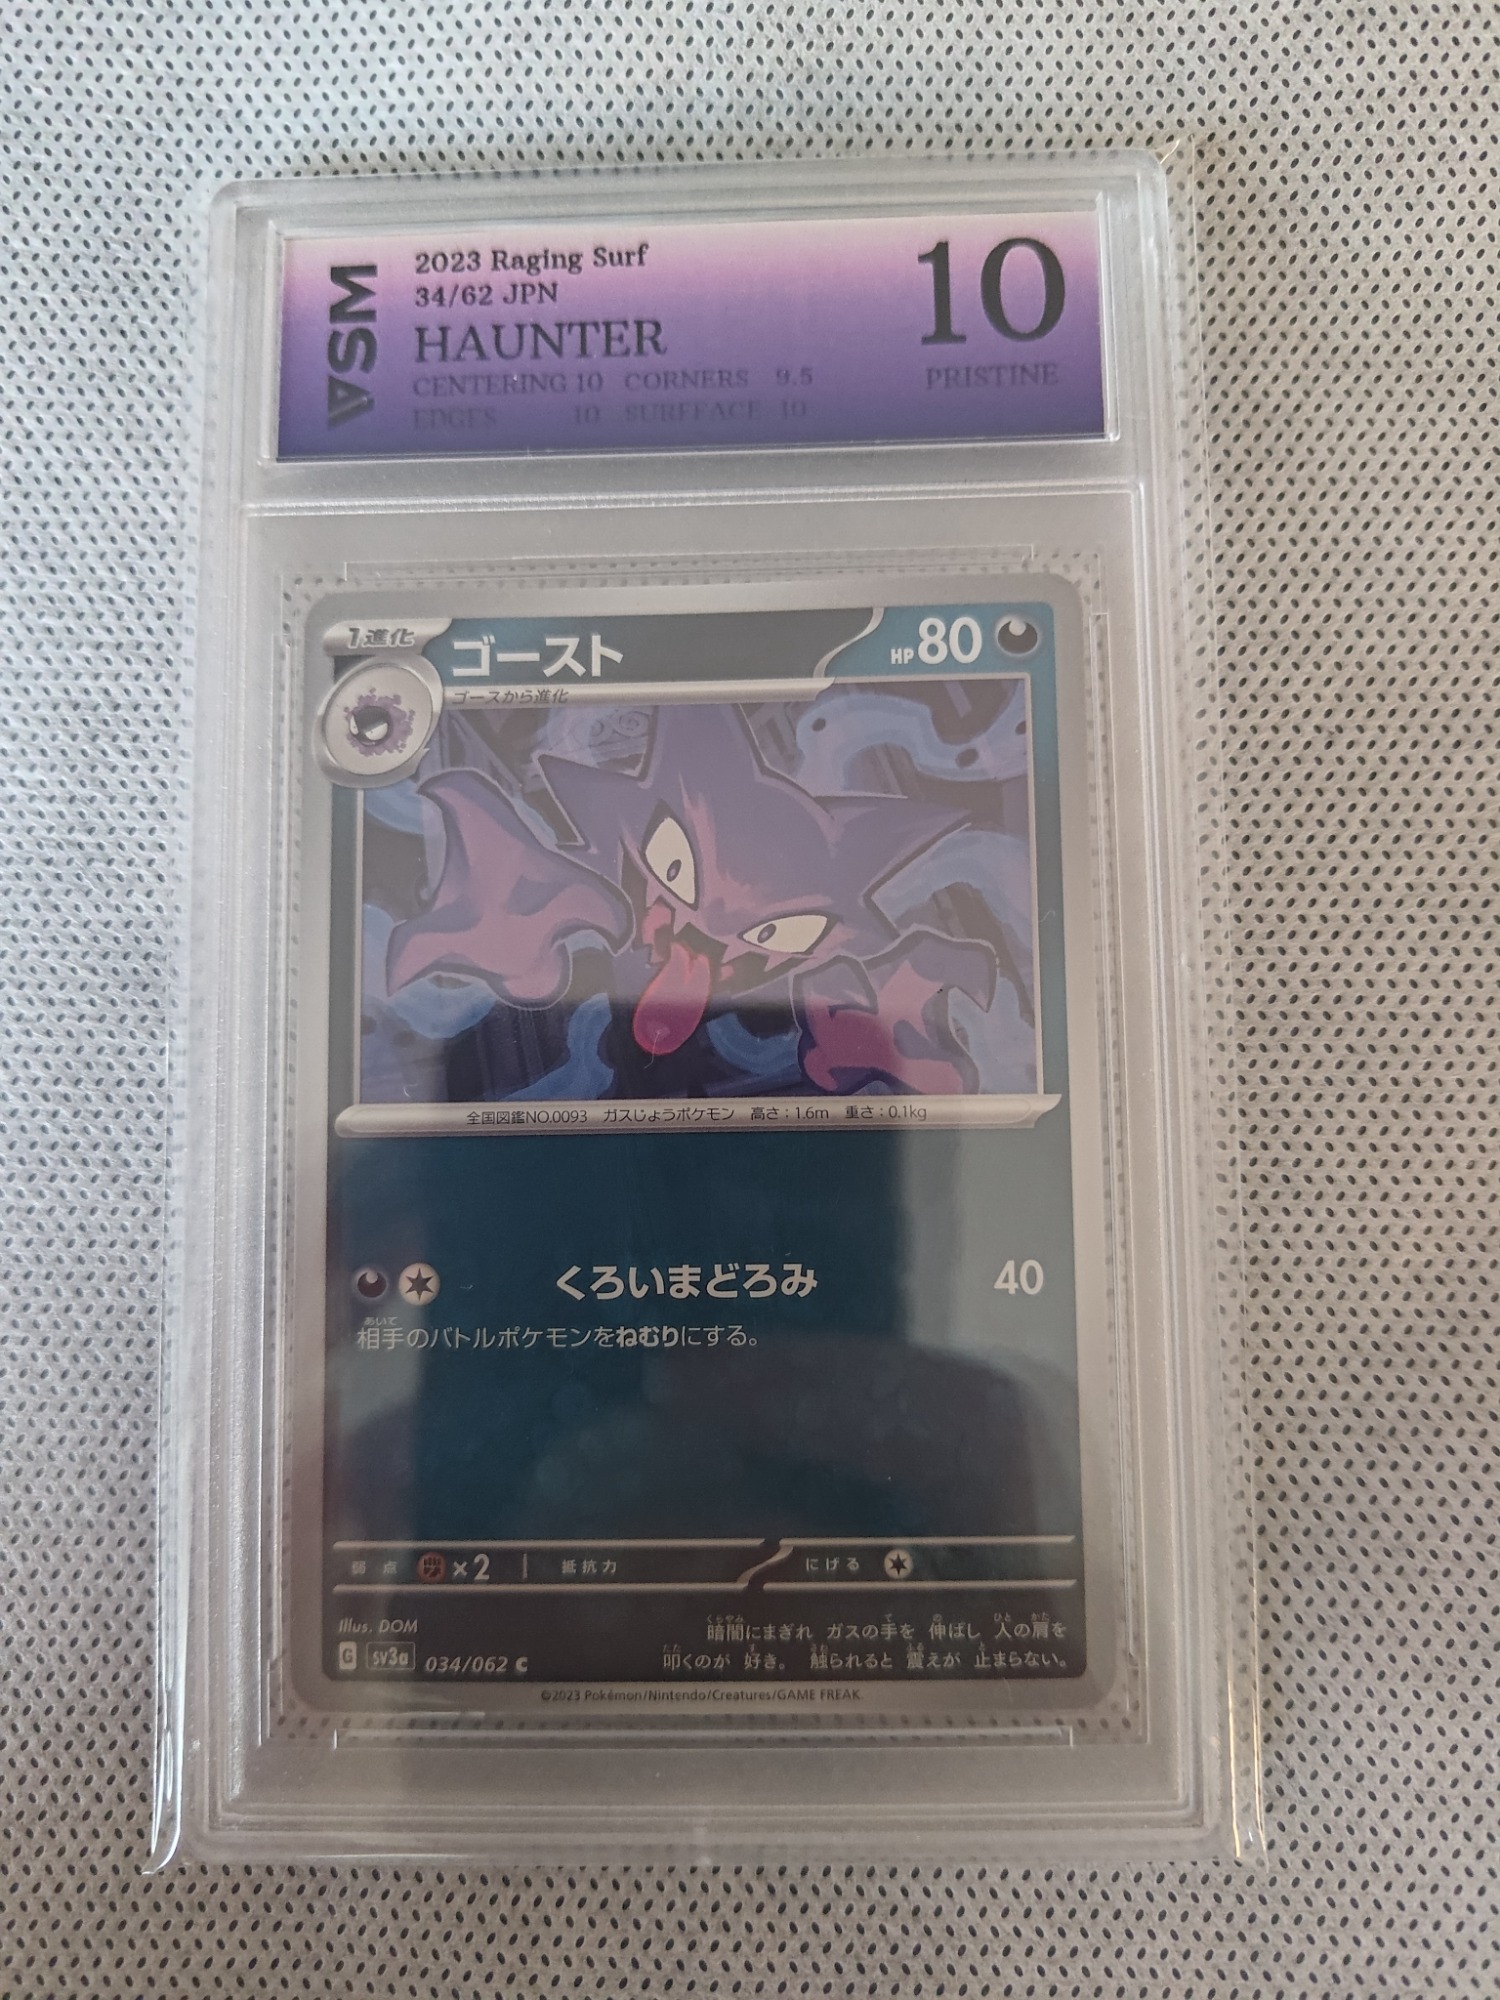 ASM
2023 Raging Surf
34/62 JPN
HAUNTER
CENTERING 10 CORNERS 9.5
EDGES 10 SURFFACE 10
10
PRISTINE
1進化
ゴースト
HP 80
ゴースから進化
全国図鑑NO.0093 ガスじょうポケモン 高さ：1.6m 重さ：0.1kg
くろいまどろみ 40
相手のバトルポケモンをねむりにする。
弱点 ×2 抵抗力 にげる
Illus. DOM
G sv3a 034/062 C
暗闇にまぎれ ガスの手を 伸ばし 人の肩を
叩くのが 好き。 触られると 震えが 止まらない。
©2023 Pokémon/Nintendo/Creatures/GAME FREAK.